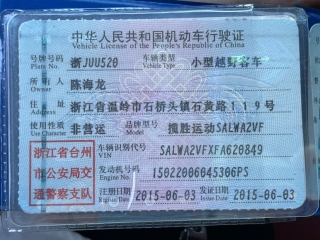 中华人民共和国机动车行驶证
Vehicle License of the People's Republic of China
号牌号码 Plate No. 浙JUU520 车辆类型 Vehicle Type 小型越野客车
所有人 Owner 陈海龙
住址 Address 浙江省温岭市石桥头镇石黄路119号
使用性质 Use Character 非营运 品牌型号 Model 揽胜运动SALWA2VF
浙江省台州市公安局交通警察支队
车辆识别代号 VIN SALWA2VFXFA620849
发动机号码 Engine No. 15022006045306PS
注册日期 Register Date 2015-06-03 发证日期 Issue Date 2015-06-03